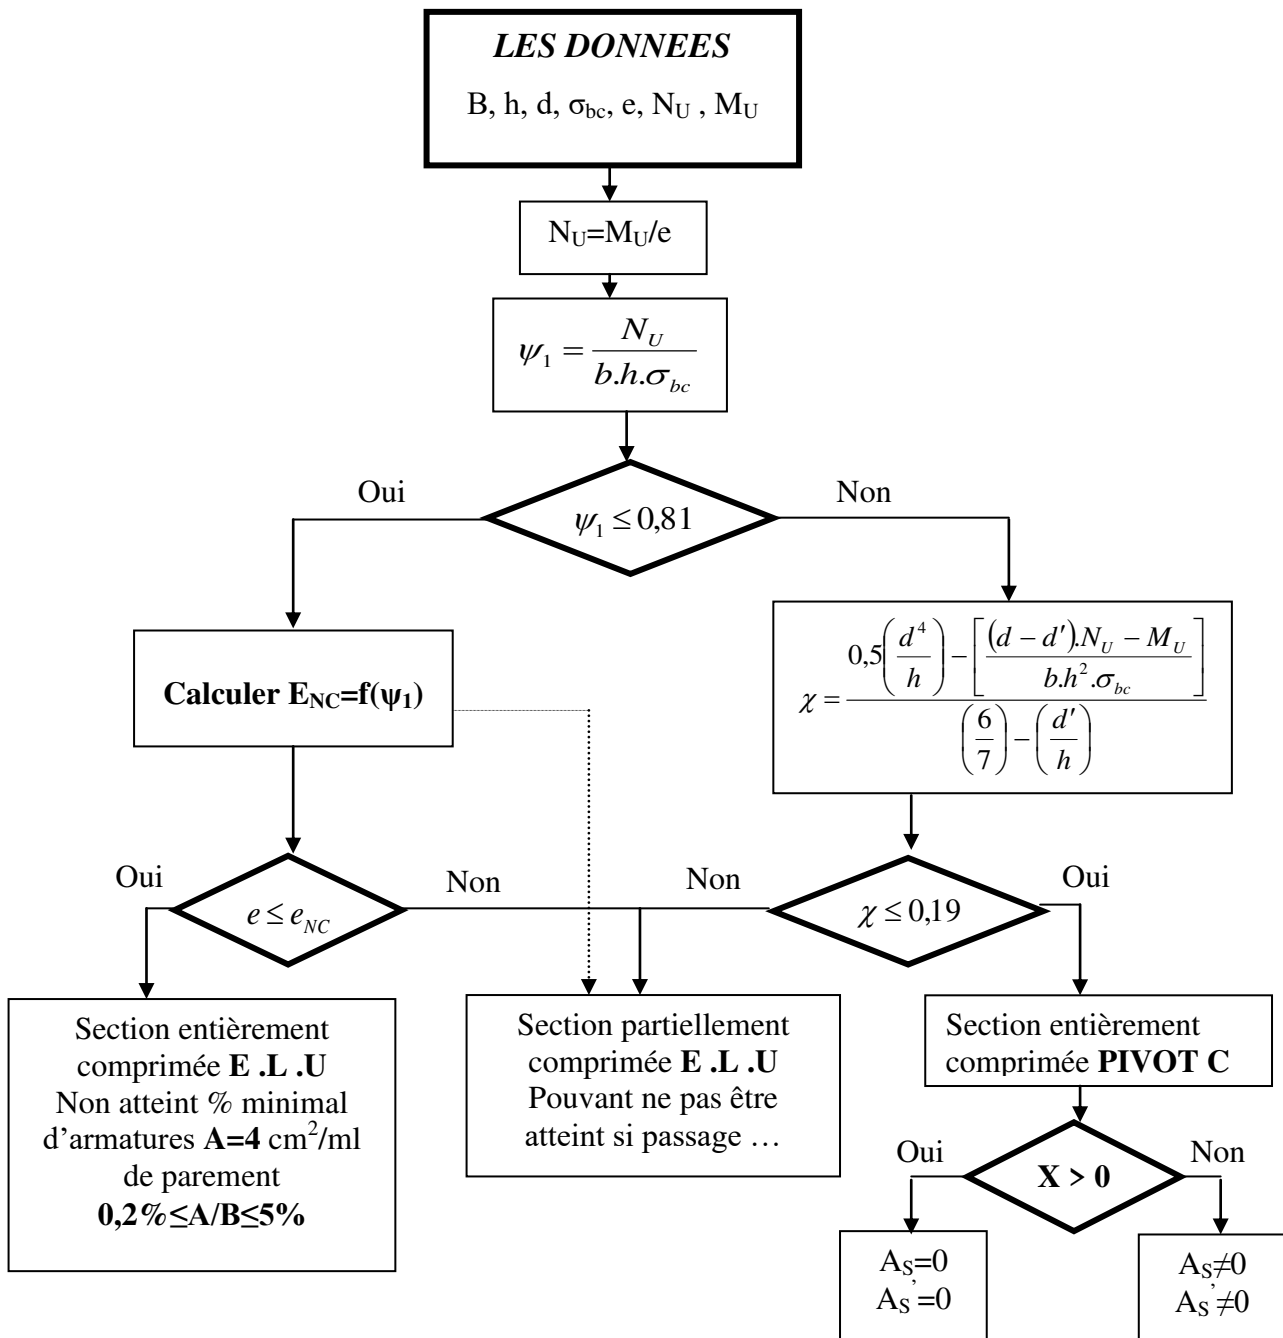 LES DONNEES
B, h, d, σbc, e, NU , MU
NU=MU/e
ψ1 = NU / b.h.σbc
Oui
Non
ψ1 ≤ 0,81
Calculer ENC=f(ψ1)
χ = (0,5(d^4/h) − [((d − d′).NU − MU) / (b.h².σbc)]) / ((6/7) − (d′/h))
Oui
Non
Non
Oui
e ≤ eNC
χ ≤ 0,19
Section entièrement
comprimée E .L .U
Non atteint % minimal
d'armatures A=4 cm²/ml
de parement
0,2%≤A/B≤5%
Section partiellement
comprimée E .L .U
Pouvant ne pas être
atteint si passage …
Section entièrement
comprimée PIVOT C
Oui
Non
X > 0
AS=0
AS'=0
AS≠0
AS'≠0